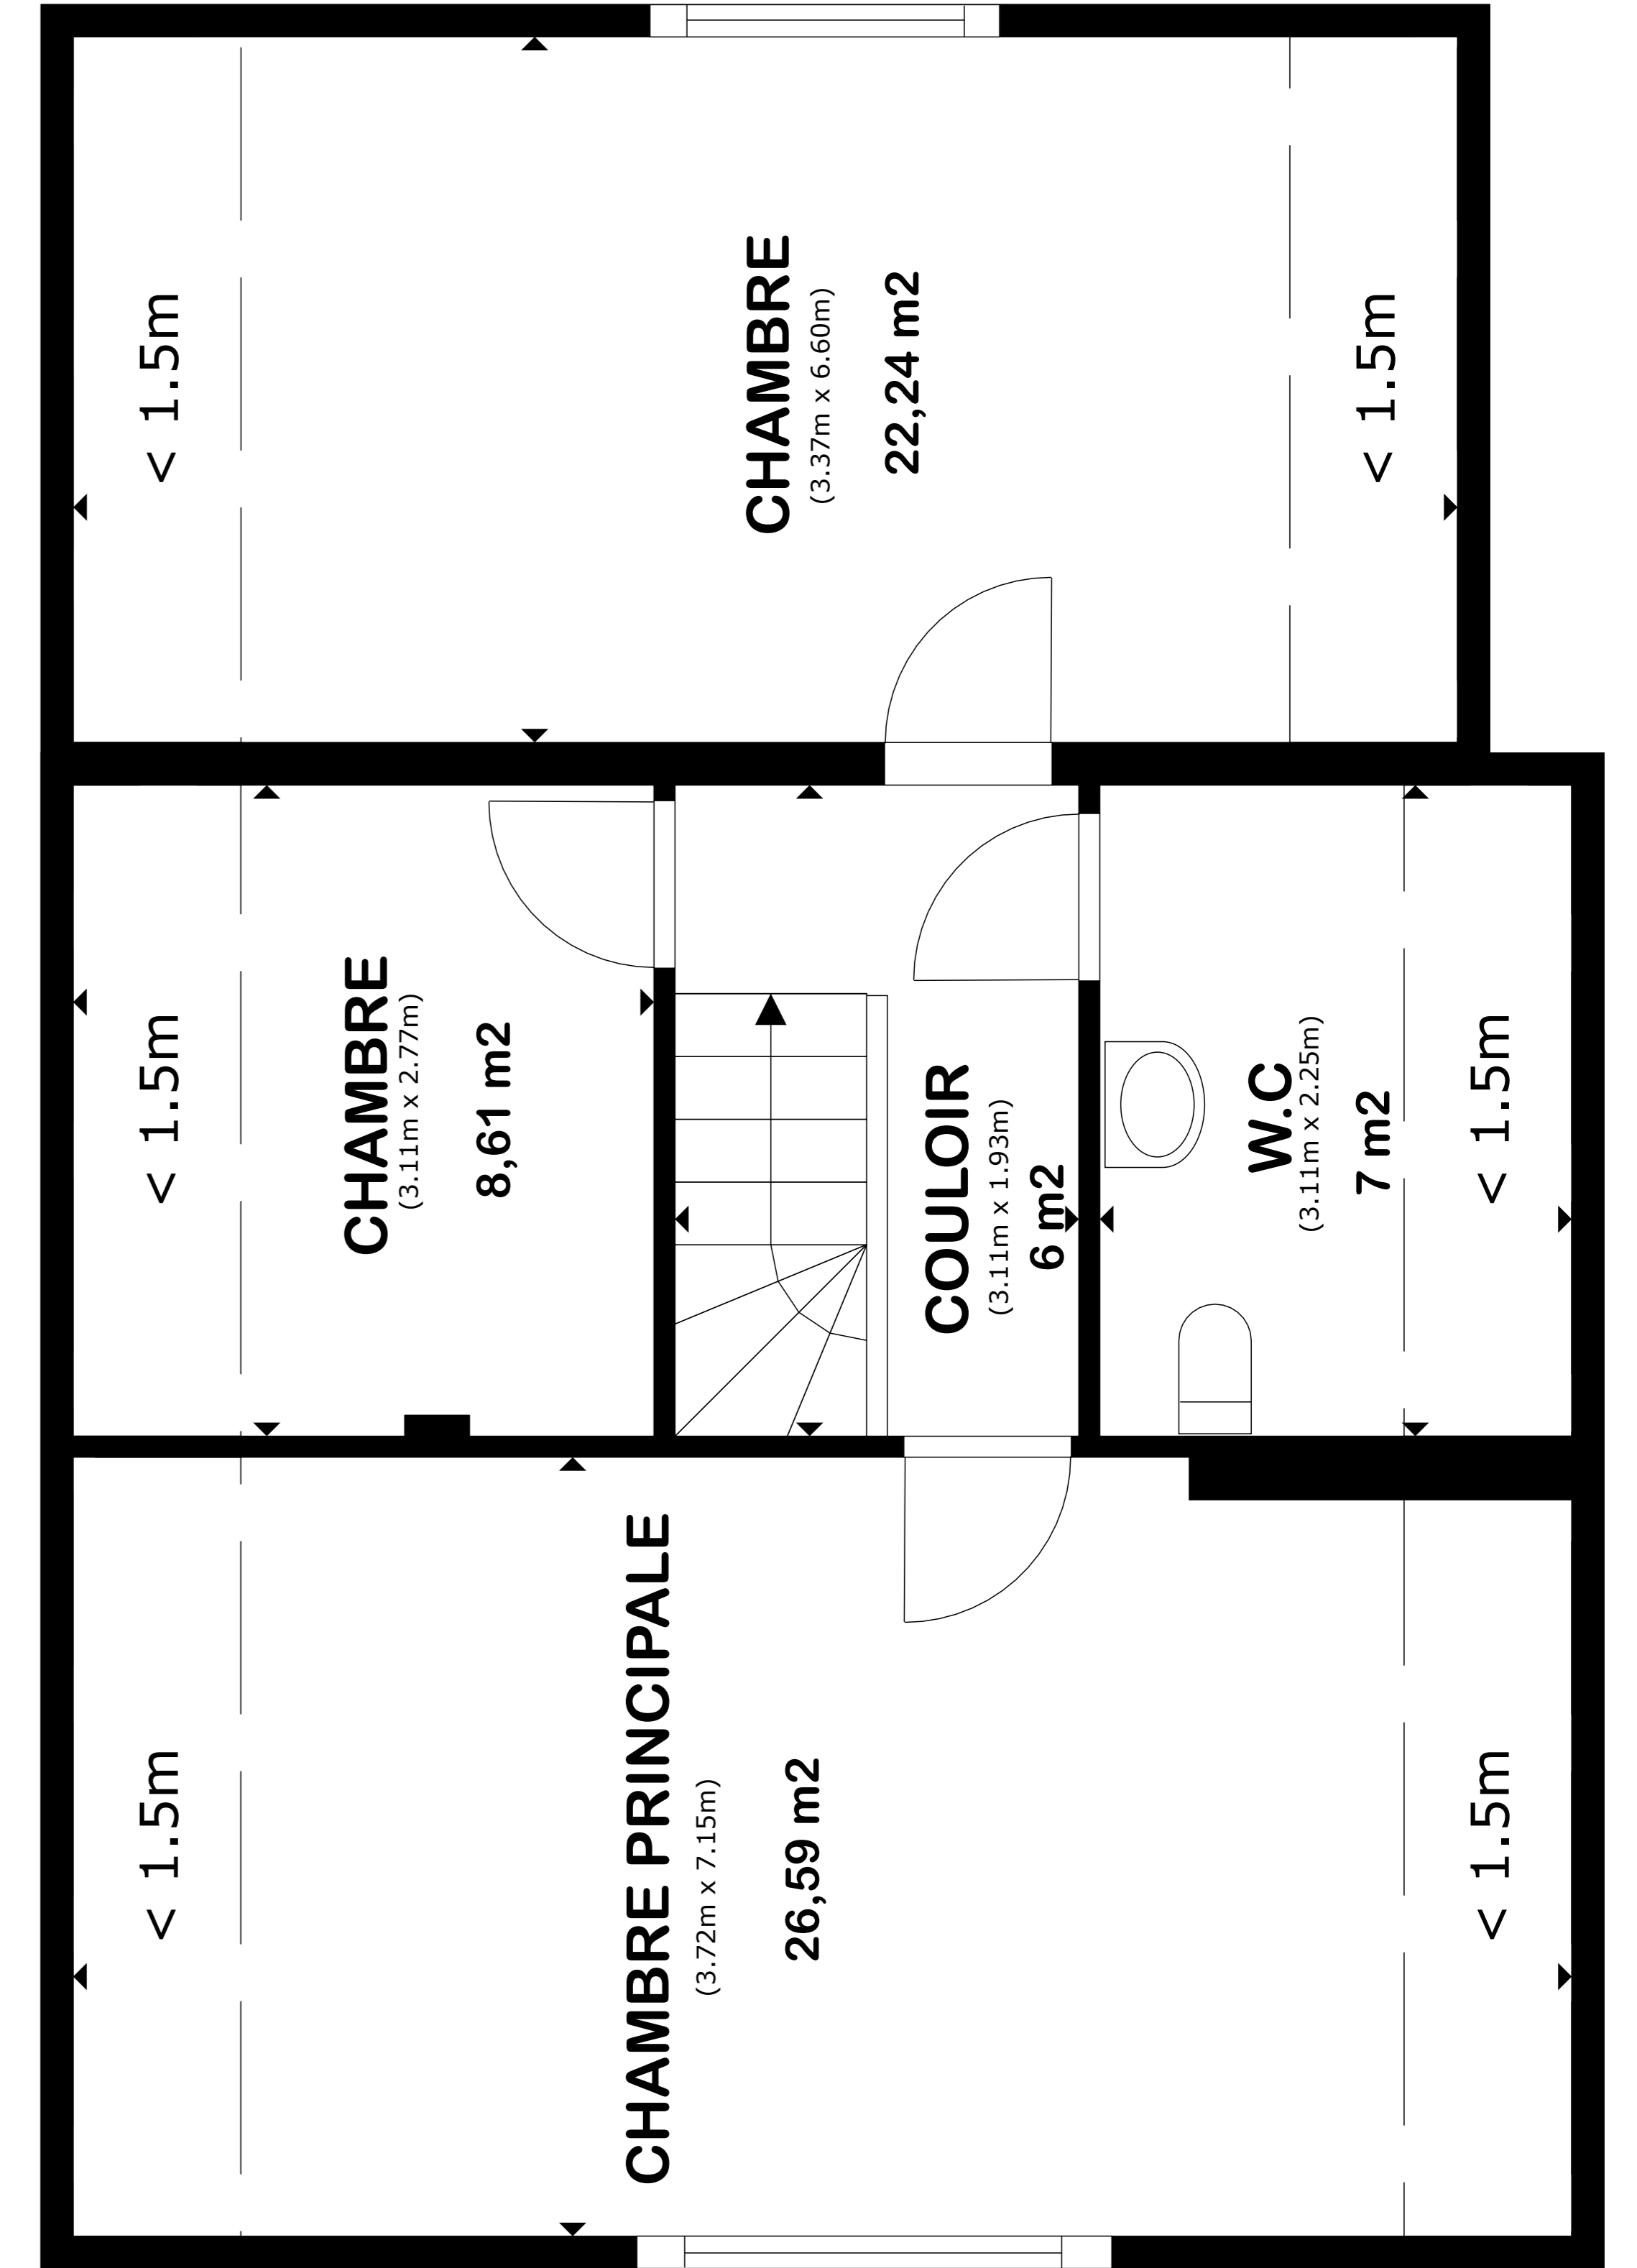 < 1.5m
CHAMBRE
(3.37m x 6.60m)
22,24 m2
< 1.5m
< 1.5m
CHAMBRE
(3.11m x 2.77m)
8,61 m2
COULOIR
(3.11m x 1.93m)
6 m2
W.C
(3.11m x 2.25m)
7 m2
< 1.5m
< 1.5m
CHAMBRE PRINCIPALE
(3.72m x 7.15m)
26,59 m2
< 1.5m